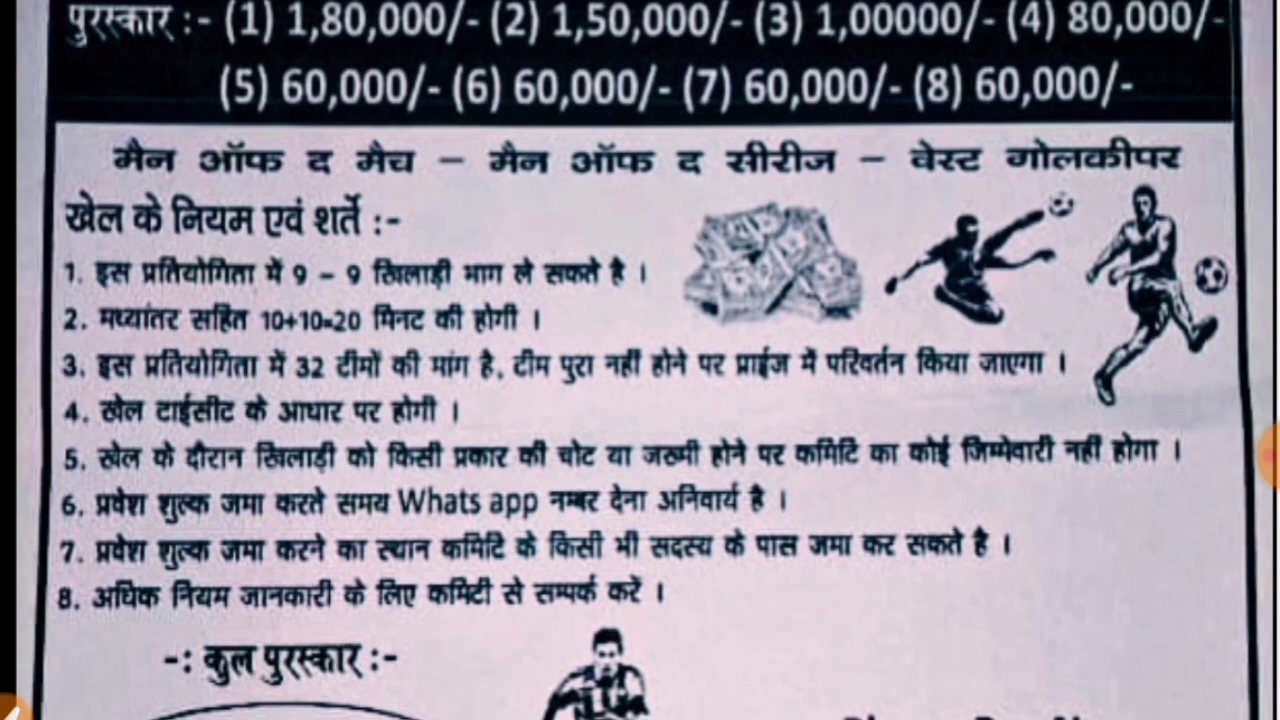 पुरस्कार :- (1) 1,80,000/- (2) 1,50,000/- (3) 1,00000/- (4) 80,000/-
(5) 60,000/- (6) 60,000/- (7) 60,000/- (8) 60,000/-
मैन ऑफ द मैच – मैन ऑफ द सीरीज – वेस्ट गोलकीपर
खेल के नियम एवं शर्ते :-
1. इस प्रतियोगिता में 9 – 9 खिलाड़ी भाग ले सकते है ।
2. मध्यांतर सहित 10+10=20 मिनट की होगी ।
3. इस प्रतियोगिता में 32 टीमों की मांग है, टीम पुरा नहीं होने पर प्राईज में परिवर्तन किया जाएगा ।
4. खेल टाईसीट के आधार पर होगी ।
5. खेल के दौरान खिलाड़ी को किसी प्रकार की चोट या जख्मी होने पर कमिटि का कोई जिम्मेवारी नहीं होगा ।
6. प्रवेश शुल्क जमा करते समय Whats app नम्बर देना अनिवार्य है ।
7. प्रवेश शुल्क जमा करने का स्थान कमिटि के किसी भी सदस्य के पास जमा कर सकते है ।
8. अधिक नियम जानकारी के लिए कमिटी से सम्पर्क करें ।
-: कुल पुरस्कार :-